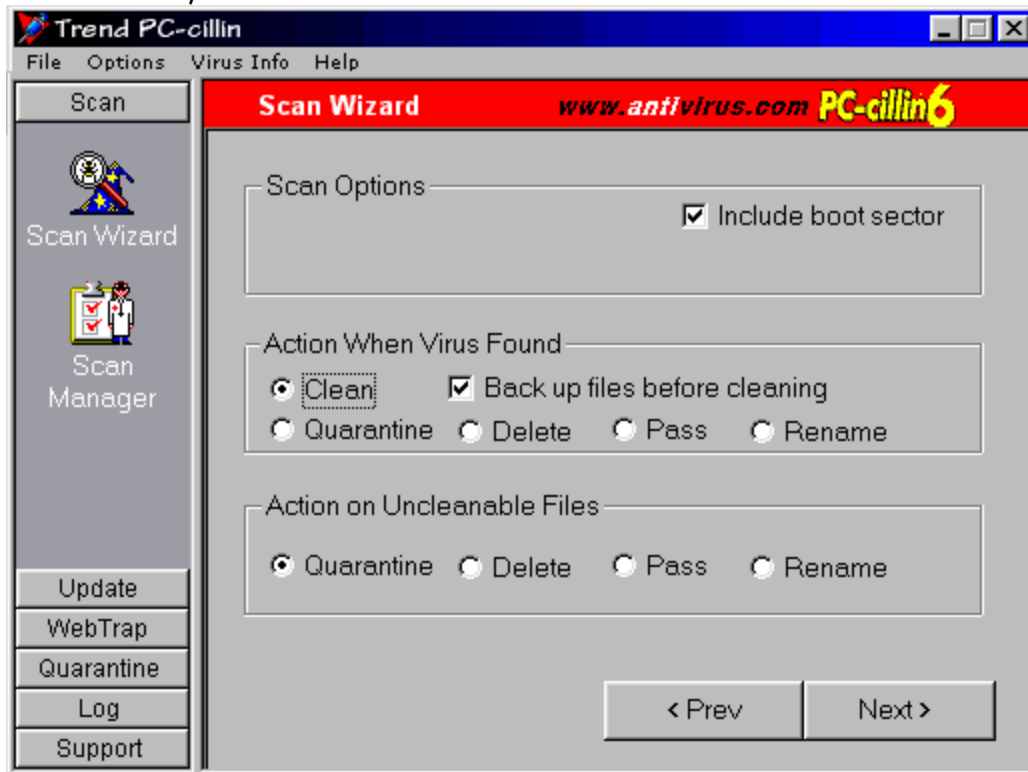 Trend PC-cillin
File Options Virus Info Help
Scan
Scan Wizard www.antivirus.com PC-cillin 6
Scan Wizard
Scan
Manager
Update
WebTrap
Quarantine
Log
Support
Scan Options
Include boot sector
Action When Virus Found
Clean Back up files before cleaning
Quarantine Delete Pass Rename
Action on Uncleanable Files
Quarantine Delete Pass Rename
< Prev Next >